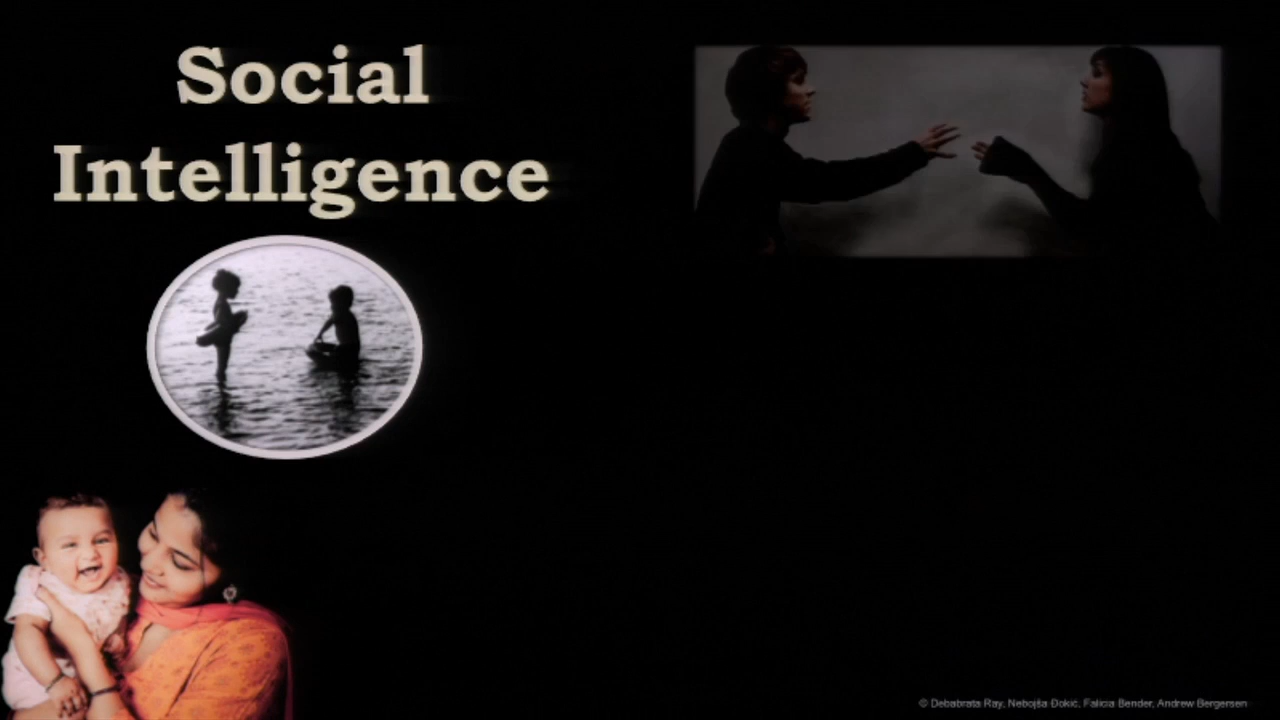 Social
Intelligence
© Debabrata Ray, Nebojša Đokić, Falicia Bender, Andrew Bergersen